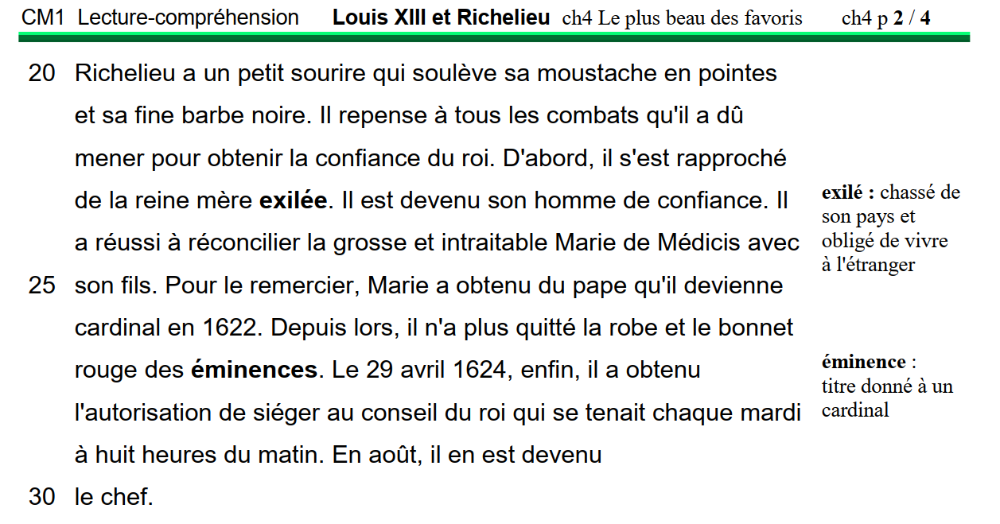 CM1 Lecture-compréhension Louis XIII et Richelieu ch4 Le plus beau des favoris ch4 p 2 / 4
20 Richelieu a un petit sourire qui soulève sa moustache en pointes
et sa fine barbe noire. Il repense à tous les combats qu'il a dû
mener pour obtenir la confiance du roi. D'abord, il s'est rapproché
de la reine mère exilée. Il est devenu son homme de confiance. Il
a réussi à réconcilier la grosse et intraitable Marie de Médicis avec
25 son fils. Pour le remercier, Marie a obtenu du pape qu'il devienne
cardinal en 1622. Depuis lors, il n'a plus quitté la robe et le bonnet
rouge des éminences. Le 29 avril 1624, enfin, il a obtenu
l'autorisation de siéger au conseil du roi qui se tenait chaque mardi
à huit heures du matin. En août, il en est devenu
30 le chef.
exilé : chassé de
son pays et
obligé de vivre
à l'étranger
éminence :
titre donné à un
cardinal